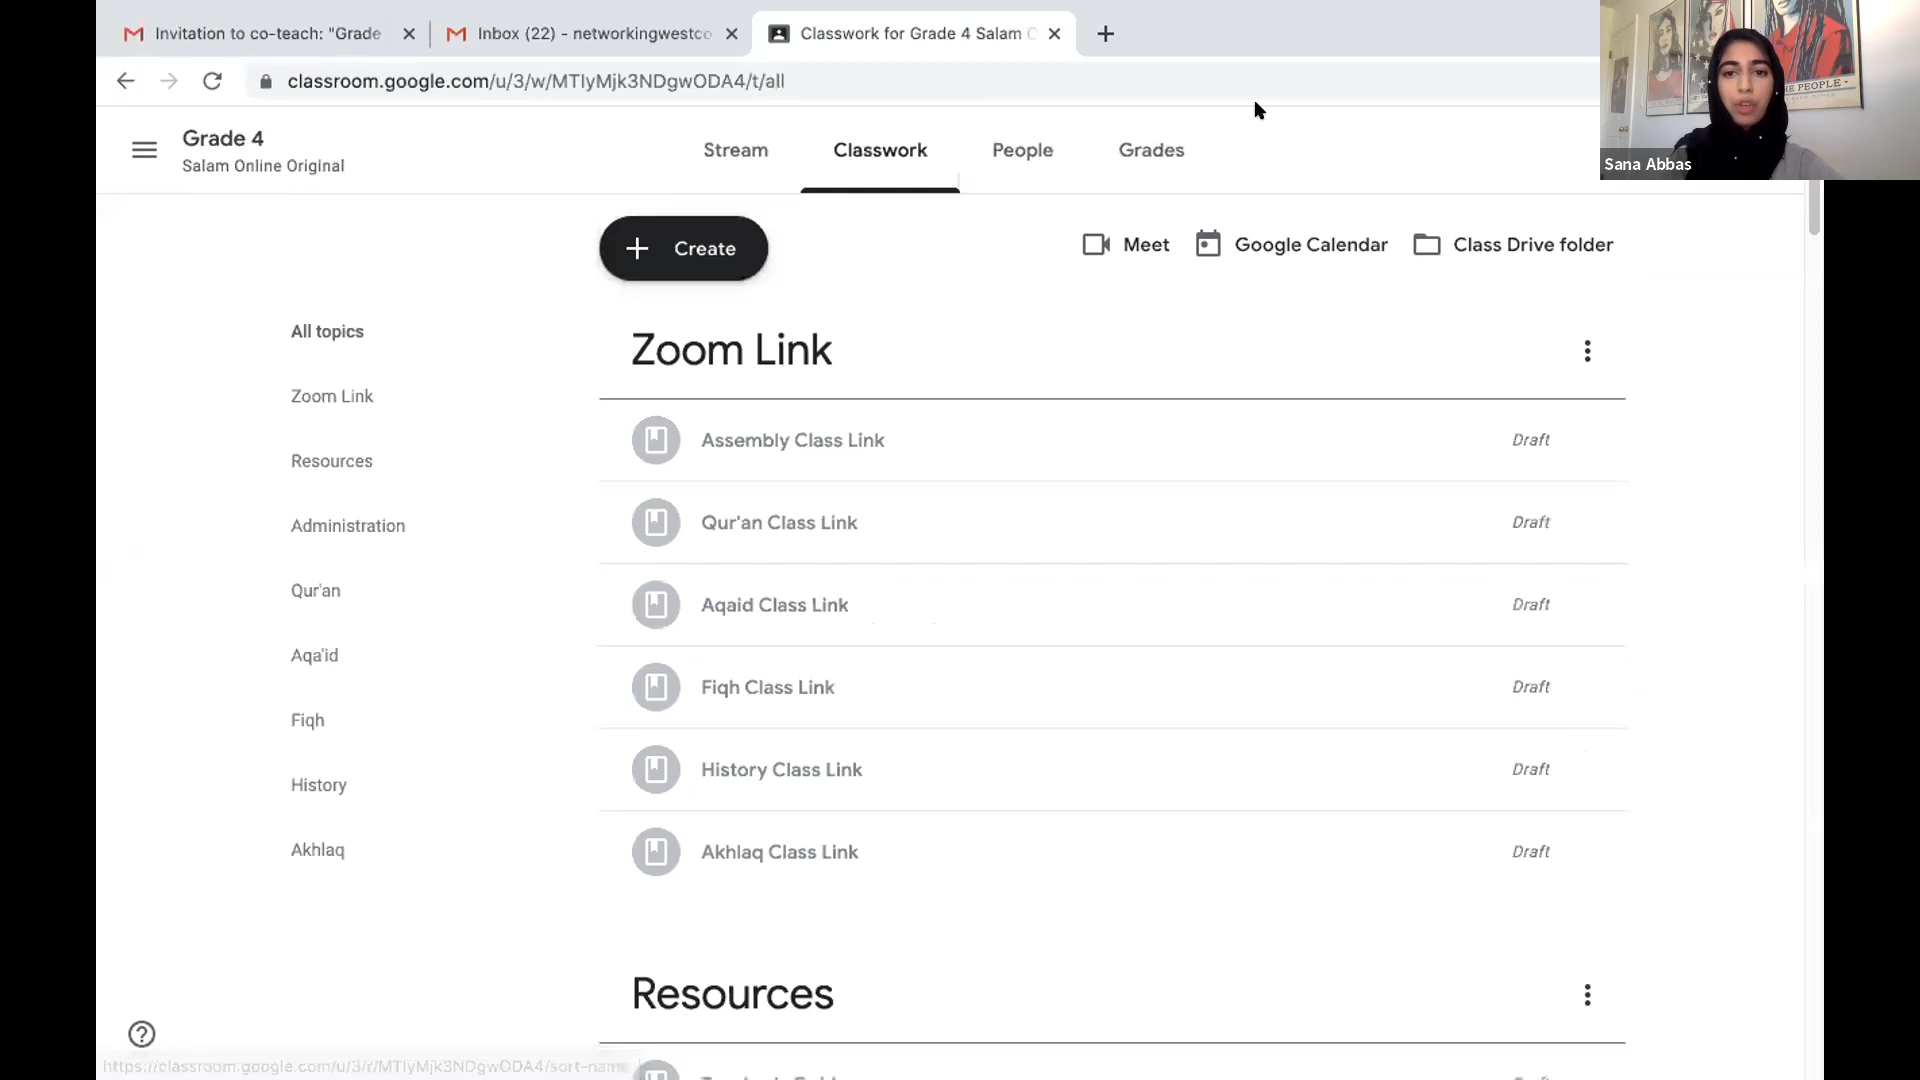 Invitation to co-teach: "Grade
Inbox (22) - networkingwestco
Classwork for Grade 4 Salam
classroom.google.com/u/3/w/MTIyMjk3NDgwODA4/t/all
HE PEOPLE -
Sana Abbas
Grade 4
Salam Online Original
Stream
Classwork
People
Grades
Create
Meet
Google Calendar
Class Drive folder
All topics
Zoom Link
Resources
Administration
Qur'an
Aqa'id
Fiqh
History
Akhlaq
Zoom Link
Assembly Class Link Draft
Qur'an Class Link Draft
Aqaid Class Link Draft
Fiqh Class Link Draft
History Class Link Draft
Akhlaq Class Link Draft
Resources
https://classroom.google.com/u/3/r/MTIyMjk3NDgwODA4/sort-name